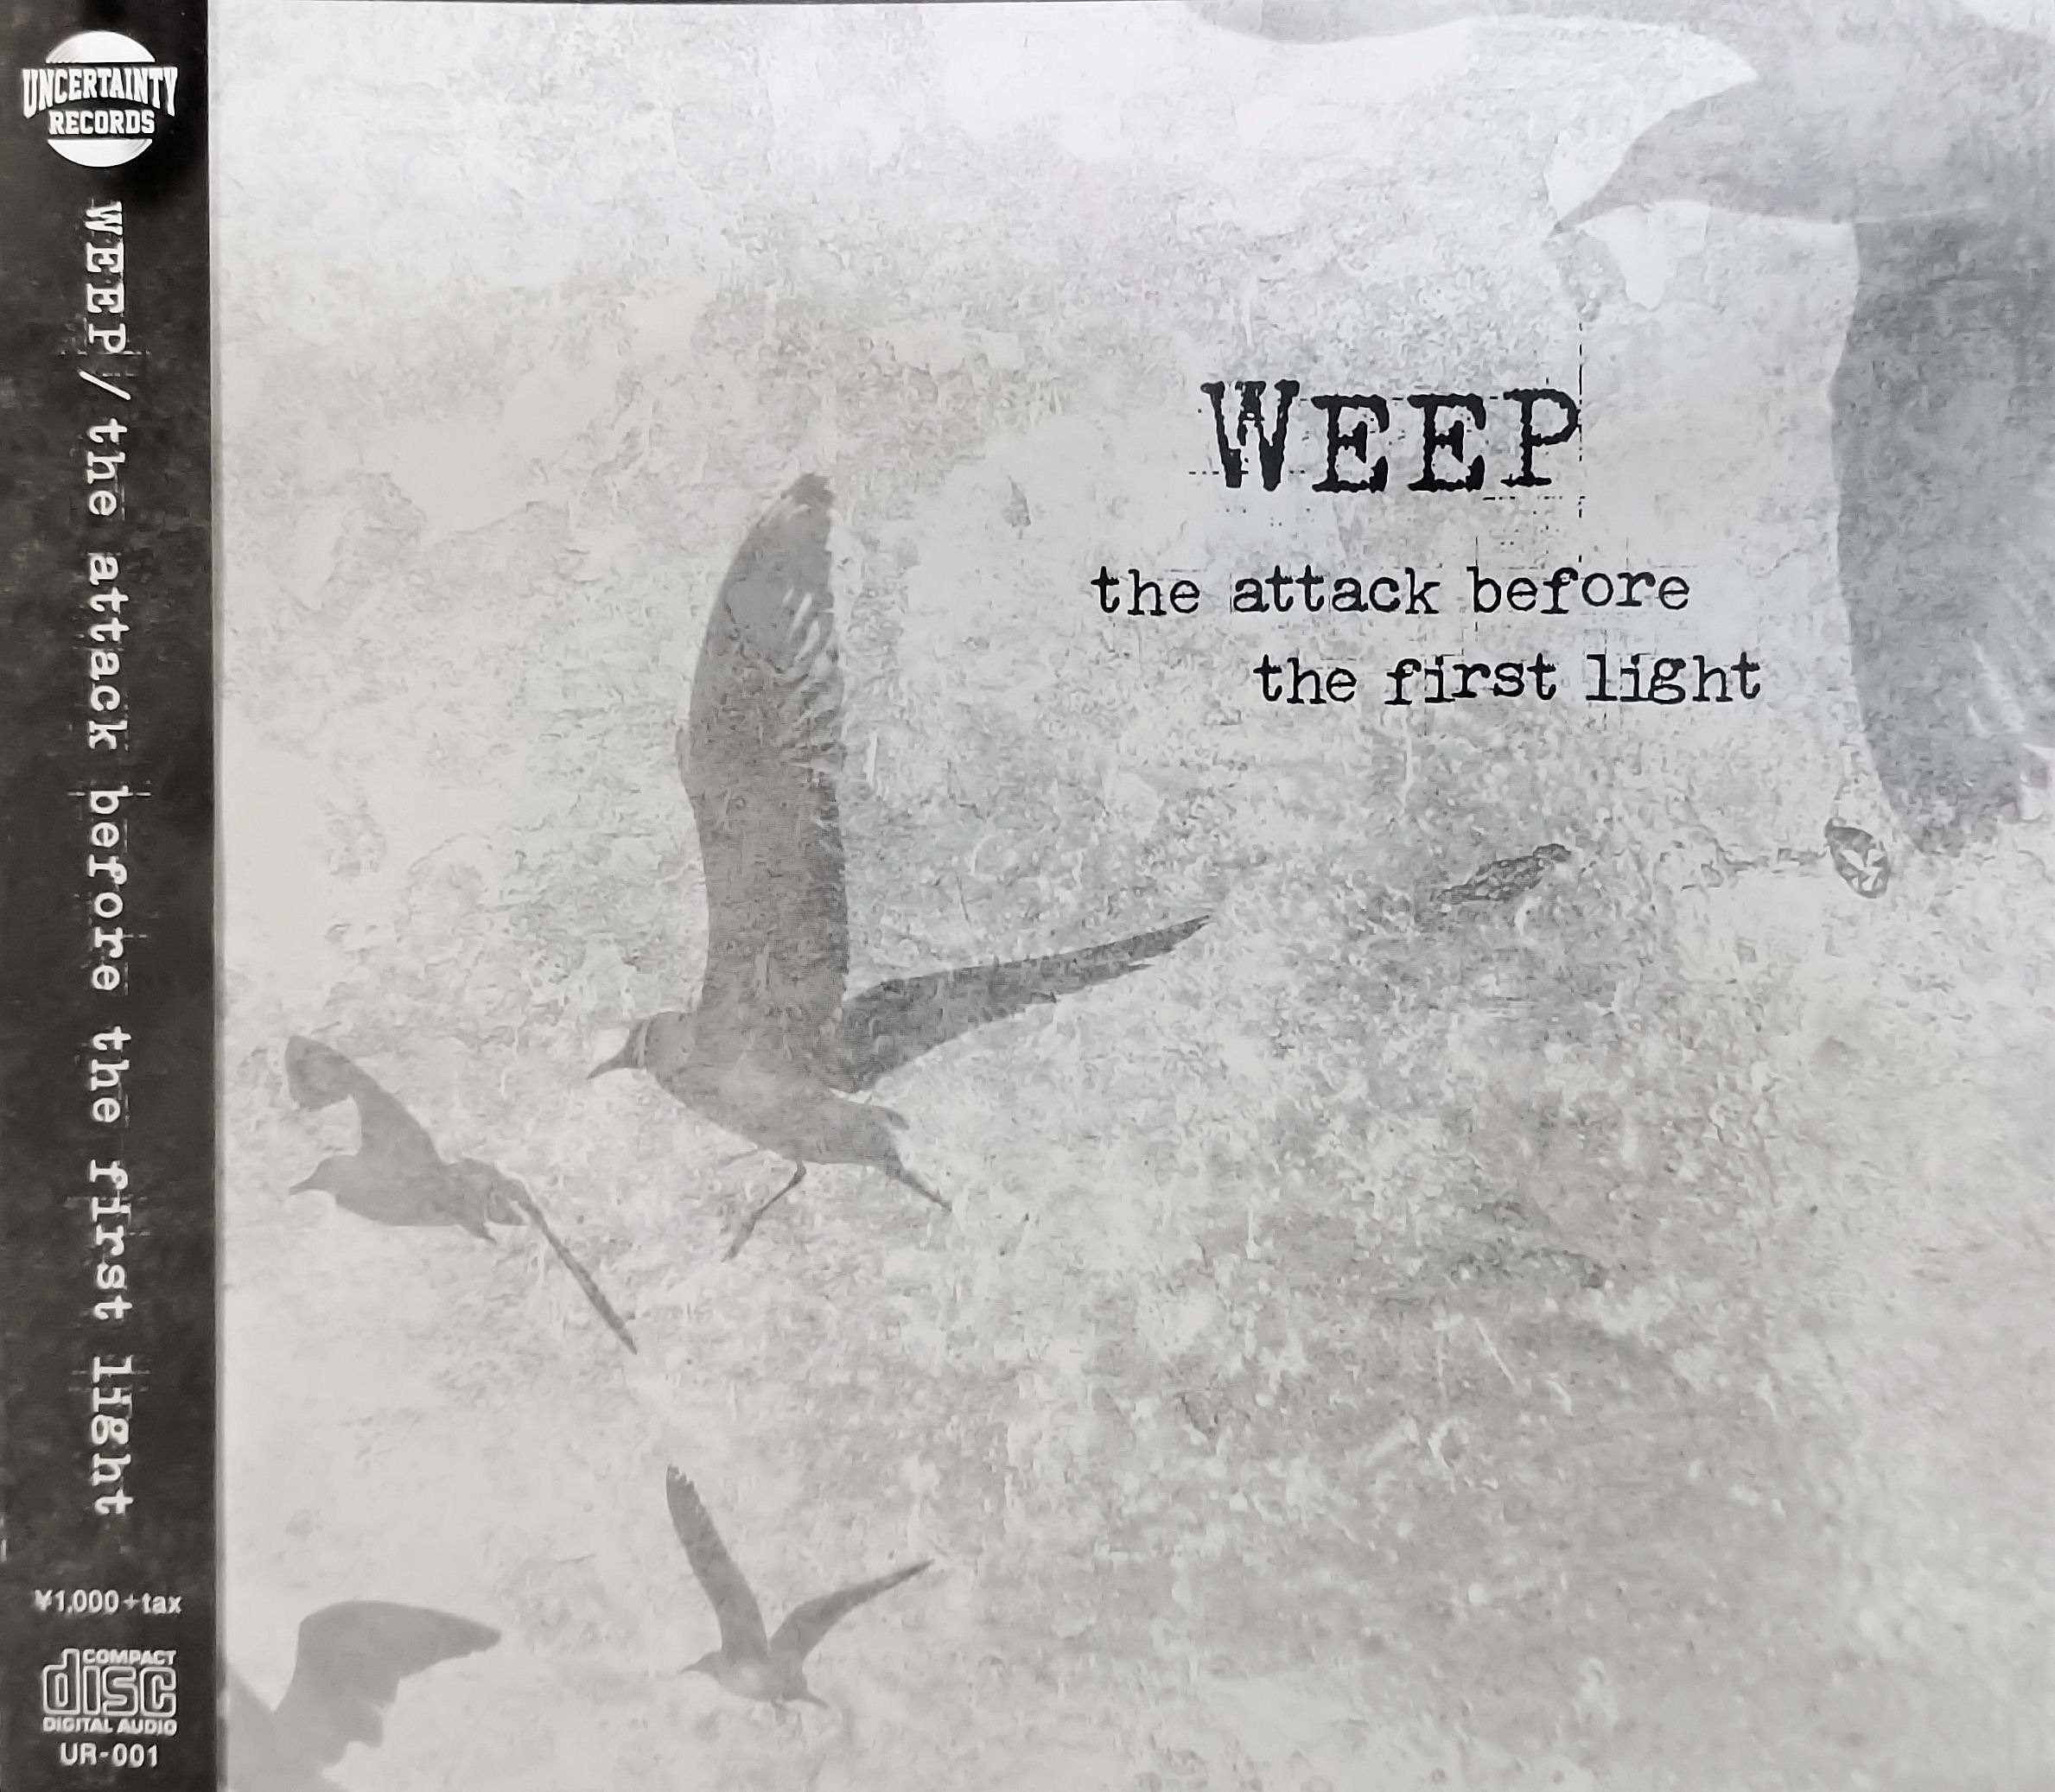 UNCERTAINTY
RECORDS
WEEP / the attack before the first light
¥1,000+tax
COMPACT
disc
DIGITAL AUDIO
UR-001
WEEP
the attack before
the first light